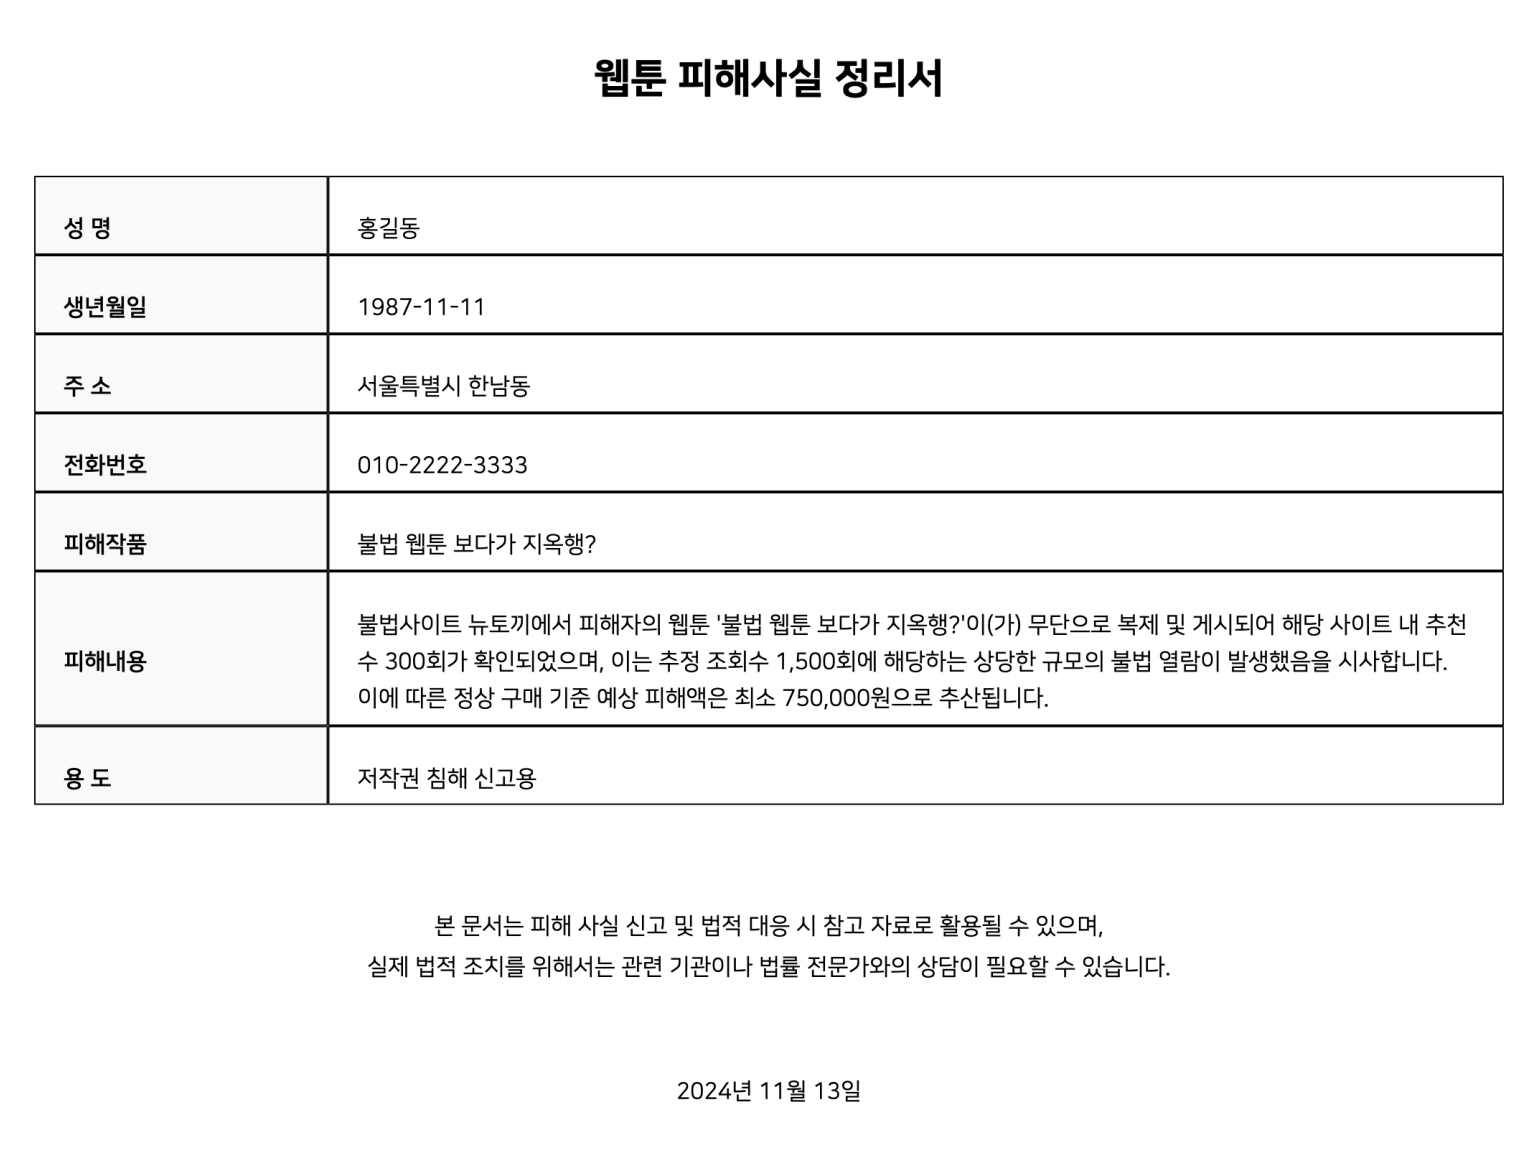 웹툰 피해사실 정리서
성 명 홍길동
생년월일 1987-11-11
주 소 서울특별시 한남동
전화번호 010-2222-3333
피해작품 불법 웹툰 보다가 지옥행?
피해내용
불법사이트 뉴토끼에서 피해자의 웹툰 '불법 웹툰 보다가 지옥행?'이(가) 무단으로 복제 및 게시되어 해당 사이트 내 추천
수 300회가 확인되었으며, 이는 추정 조회수 1,500회에 해당하는 상당한 규모의 불법 열람이 발생했음을 시사합니다.
이에 따른 정상 구매 기준 예상 피해액은 최소 750,000원으로 추산됩니다.
용 도 저작권 침해 신고용
본 문서는 피해 사실 신고 및 법적 대응 시 참고 자료로 활용될 수 있으며,
실제 법적 조치를 위해서는 관련 기관이나 법률 전문가와의 상담이 필요할 수 있습니다.
2024년 11월 13일